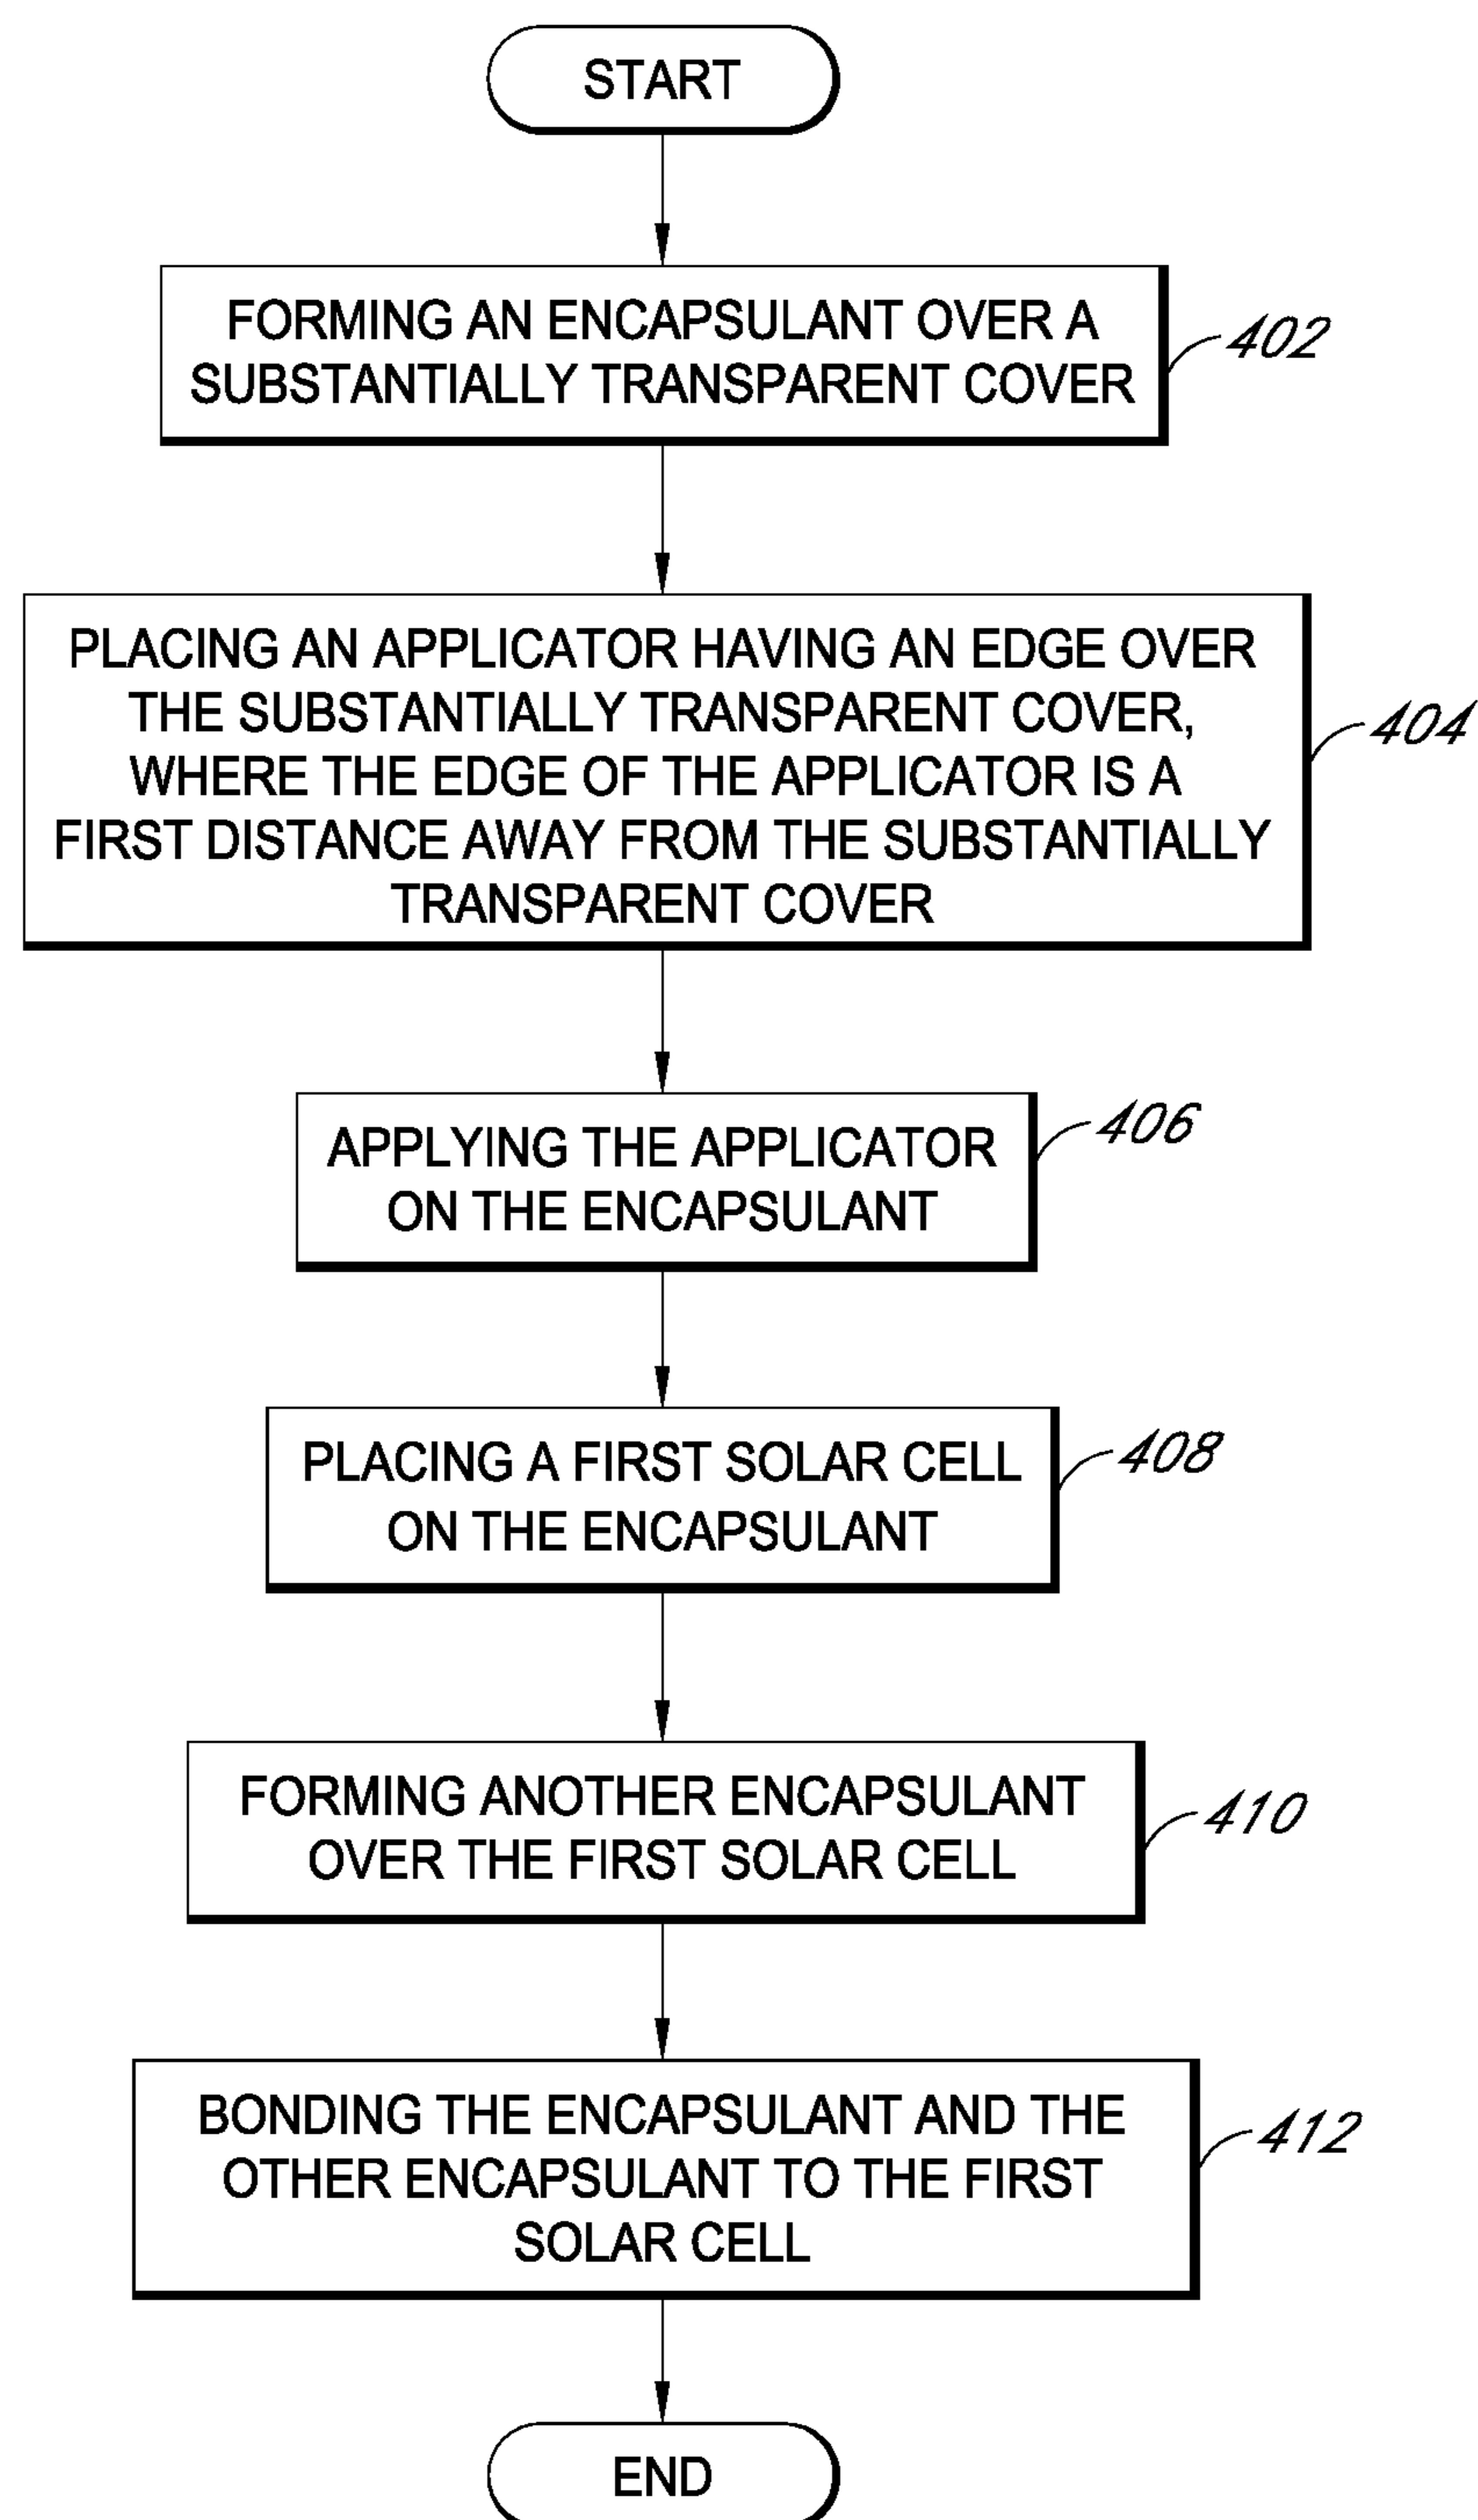 START
FORMING AN ENCAPSULANT OVER A
SUBSTANTIALLY TRANSPARENT COVER
402
PLACING AN APPLICATOR HAVING AN EDGE OVER
THE SUBSTANTIALLY TRANSPARENT COVER,
WHERE THE EDGE OF THE APPLICATOR IS A
FIRST DISTANCE AWAY FROM THE SUBSTANTIALLY
TRANSPARENT COVER
404
APPLYING THE APPLICATOR
ON THE ENCAPSULANT
406
PLACING A FIRST SOLAR CELL
ON THE ENCAPSULANT
408
FORMING ANOTHER ENCAPSULANT
OVER THE FIRST SOLAR CELL
410
BONDING THE ENCAPSULANT AND THE
OTHER ENCAPSULANT TO THE FIRST
SOLAR CELL
412
END